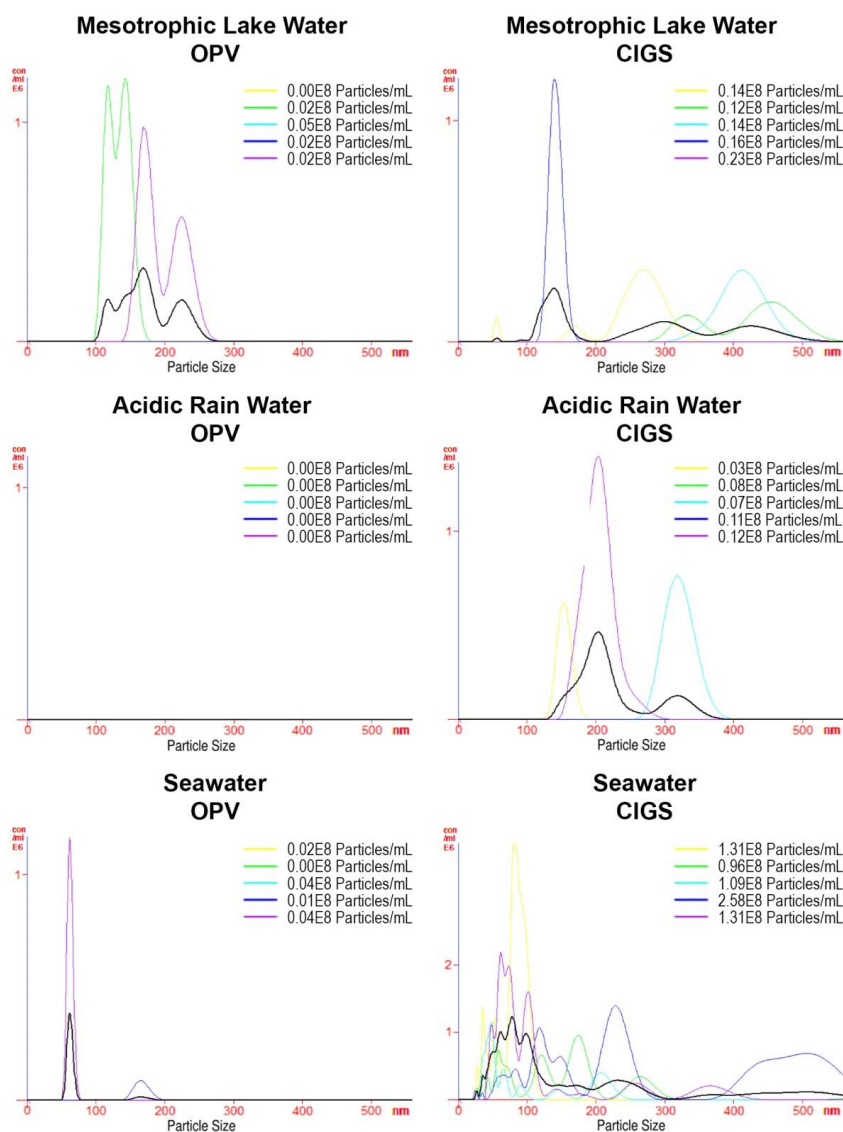 Mesotrophic Lake Water
OPV
con
/ml
E6
1
0.00E8 Particles/mL
0.02E8 Particles/mL
0.05E8 Particles/mL
0.02E8 Particles/mL
0.02E8 Particles/mL
0 100 200 300 400 500 nm
Particle Size
Mesotrophic Lake Water
CIGS
con
/ml
E6
1
0.14E8 Particles/mL
0.12E8 Particles/mL
0.14E8 Particles/mL
0.16E8 Particles/mL
0.23E8 Particles/mL
0 100 200 300 400 500 nm
Particle Size
Acidic Rain Water
OPV
con
/ml
E6
1
0.00E8 Particles/mL
0.00E8 Particles/mL
0.00E8 Particles/mL
0.00E8 Particles/mL
0.00E8 Particles/mL
0 100 200 300 400 500 nm
Particle Size
Acidic Rain Water
CIGS
con
/ml
E6
1
0.03E8 Particles/mL
0.08E8 Particles/mL
0.07E8 Particles/mL
0.11E8 Particles/mL
0.12E8 Particles/mL
0 100 200 300 400 500 nm
Particle Size
Seawater
OPV
con
/ml
E6
1
0.02E8 Particles/mL
0.00E8 Particles/mL
0.04E8 Particles/mL
0.01E8 Particles/mL
0.04E8 Particles/mL
0 100 200 300 400 500 nm
Particle Size
Seawater
CIGS
con
/ml
E6
2
1
1.31E8 Particles/mL
0.96E8 Particles/mL
1.09E8 Particles/mL
2.58E8 Particles/mL
1.31E8 Particles/mL
0 100 200 300 400 500 nm
Particle Size